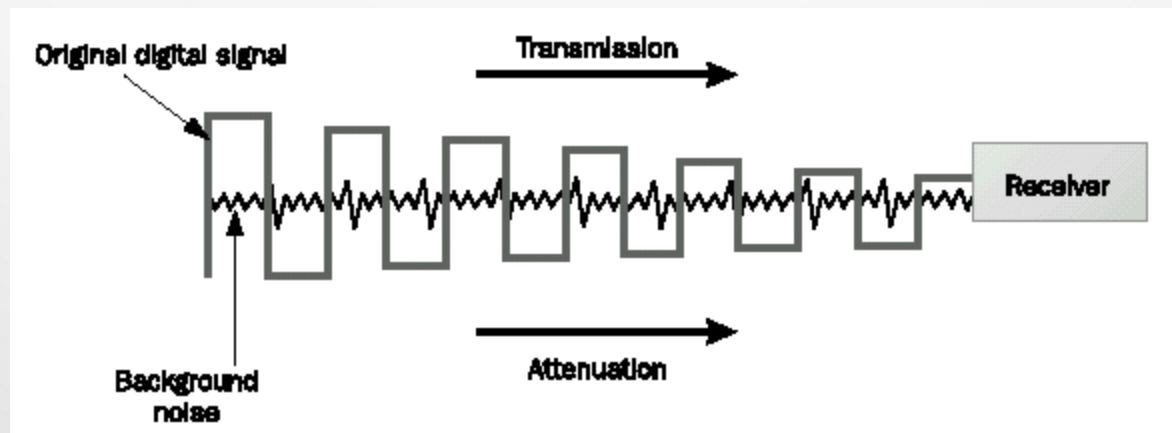 Original digital signal
Transmission
Receiver
Attenuation
Background
noise